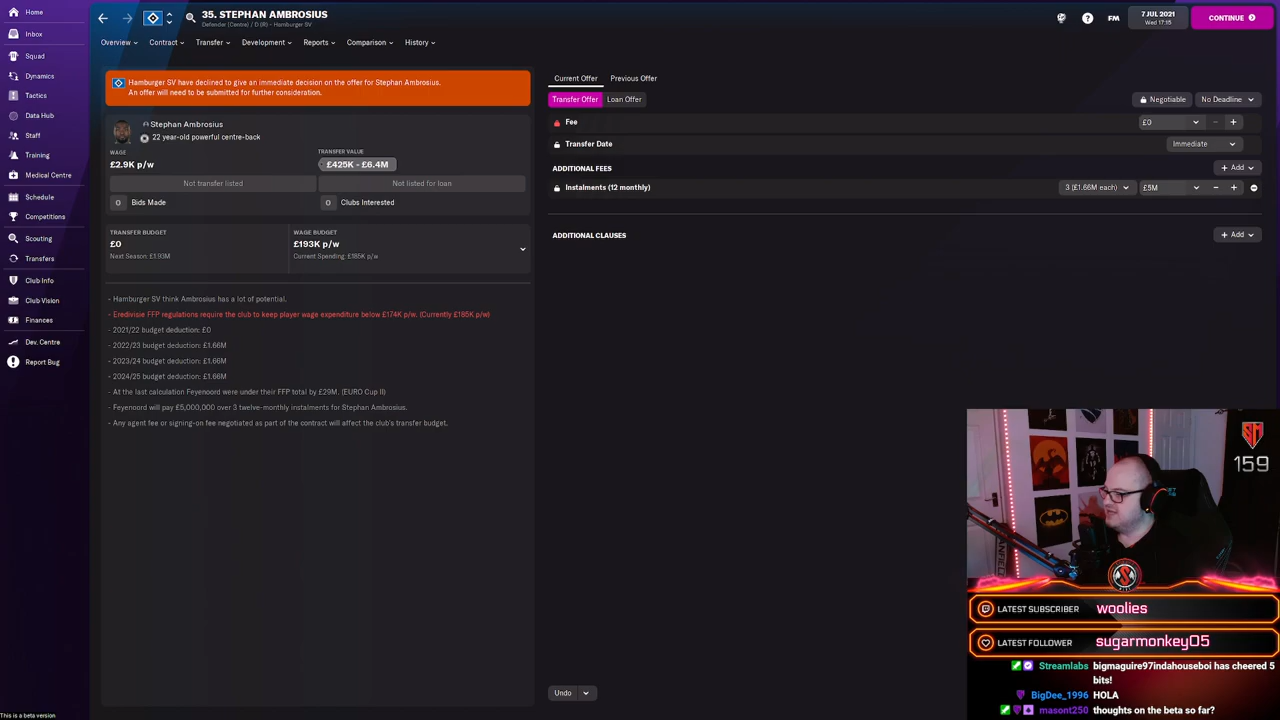 Home
Inbox
Squad
Dynamics
Tactics
Data Hub
Staff
Training
Medical Centre
Schedule
Competitions
Scouting
Transfers
Club Info
Club Vision
Finances
Dev. Centre
Report Bug
This is a beta version
35. STEPHAN AMBROSIUS
Defender (Centre) / D (R) - Hamburger SV
FM
7 JUL 2021
Wed 17:15
CONTINUE
Overview
Contract
Transfer
Development
Reports
Comparison
History
Hamburger SV have declined to give an immediate decision on the offer for Stephan Ambrosius.
An offer will need to be submitted for further consideration.
Stephan Ambrosius
22 year-old powerful centre-back
WAGE
£2.9K p/w
TRANSFER VALUE
£425K - £6.4M
Not transfer listed
Not listed for loan
0 Bids Made
0 Clubs Interested
TRANSFER BUDGET
£0
Next Season: £1.93M
WAGE BUDGET
£193K p/w
Current Spending: £185K p/w
- Hamburger SV think Ambrosius has a lot of potential.
- Eredivisie FFP regulations require the club to keep player wage expenditure below £174K p/w. (Currently £185K p/w)
- 2021/22 budget deduction: £0
- 2022/23 budget deduction: £1.66M
- 2023/24 budget deduction: £1.66M
- 2024/25 budget deduction: £1.66M
- At the last calculation Feyenoord were under their FFP total by £29M. (EURO Cup II)
- Feyenoord will pay £5,000,000 over 3 twelve-monthly instalments for Stephan Ambrosius.
- Any agent fee or signing-on fee negotiated as part of the contract will affect the club's transfer budget.
Current Offer
Previous Offer
Transfer Offer
Loan Offer
Negotiable
No Deadline
Fee
£0
Transfer Date
Immediate
ADDITIONAL FEES
+ Add
Instalments (12 monthly)
3 (£1.66M each)
£5M
ADDITIONAL CLAUSES
+ Add
Undo
SM
159
LATEST SUBSCRIBER woolies
LATEST FOLLOWER sugarmonkey05
Streamlabs bigmaguire97indahouseboi has cheered 5
bits!
BigDee_1996 HOLA
masont250 thoughts on the beta so far?